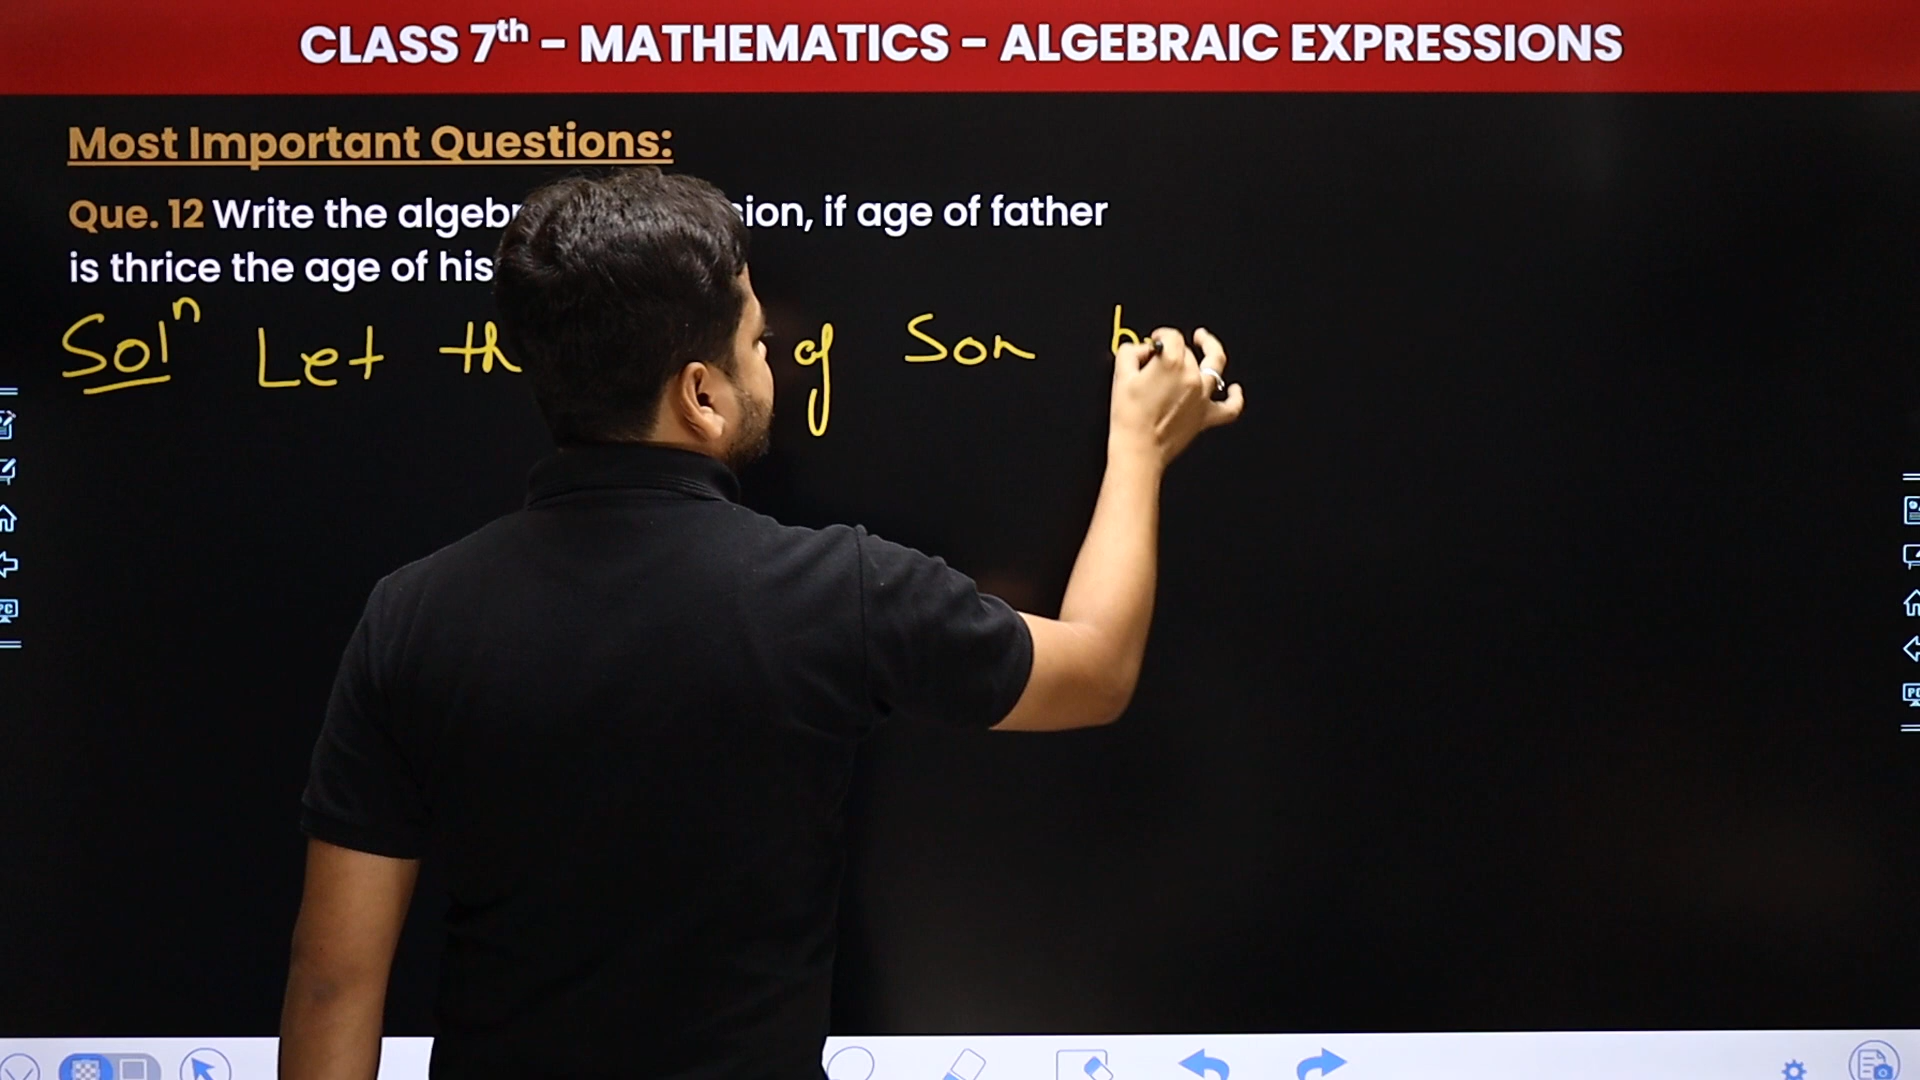 CLASS 7th - MATHEMATICS - ALGEBRAIC EXPRESSIONS
Most Important Questions:
Que. 12 Write the algebr sion, if age of father
is thrice the age of his
Solⁿ Let th of Son b